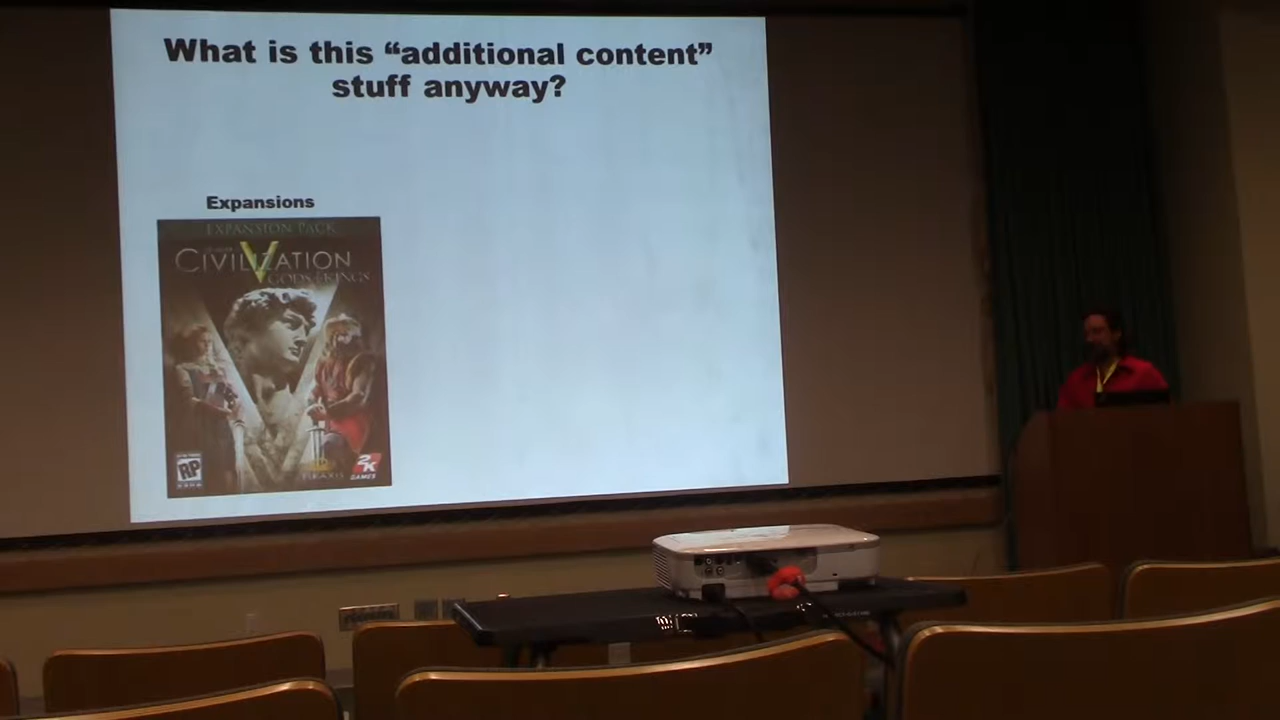 What is this “additional content”
stuff anyway?
Expansions
EXPANSION PACK
CIVILIZATION V
GODS & KINGS
RP
2K
GAMES